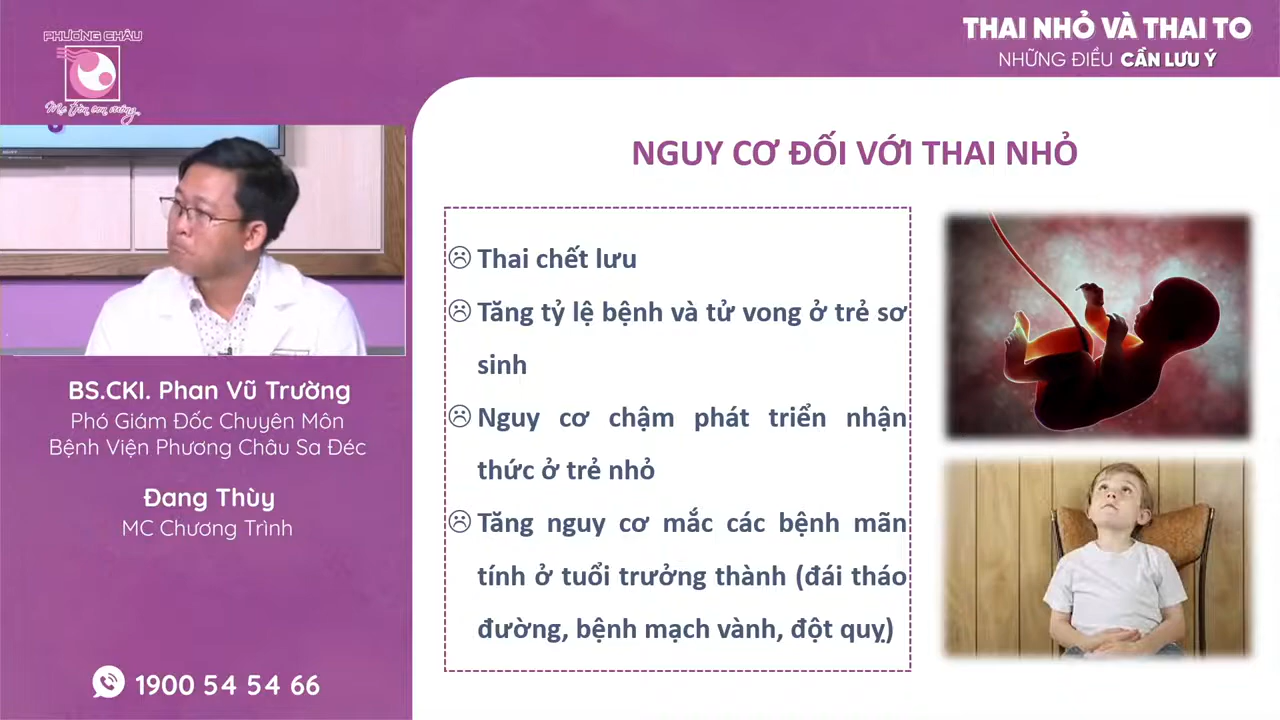 PHƯƠNG CHÂU
Mẹ tròn, con vuông
THAI NHỎ VÀ THAI TO
NHỮNG ĐIỀU CẦN LƯU Ý
BS.CKI. Phan Vũ Trường
Phó Giám Đốc Chuyên Môn
Bệnh Viện Phương Châu Sa Đéc
Đang Thùy
MC Chương Trình
1900 54 54 66
NGUY CƠ ĐỐI VỚI THAI NHỎ
☹ Thai chết lưu
☹ Tăng tỷ lệ bệnh và tử vong ở trẻ sơ
sinh
☹ Nguy cơ chậm phát triển nhận
thức ở trẻ nhỏ
☹ Tăng nguy cơ mắc các bệnh mãn
tính ở tuổi trưởng thành (đái tháo
đường, bệnh mạch vành, đột quỵ)